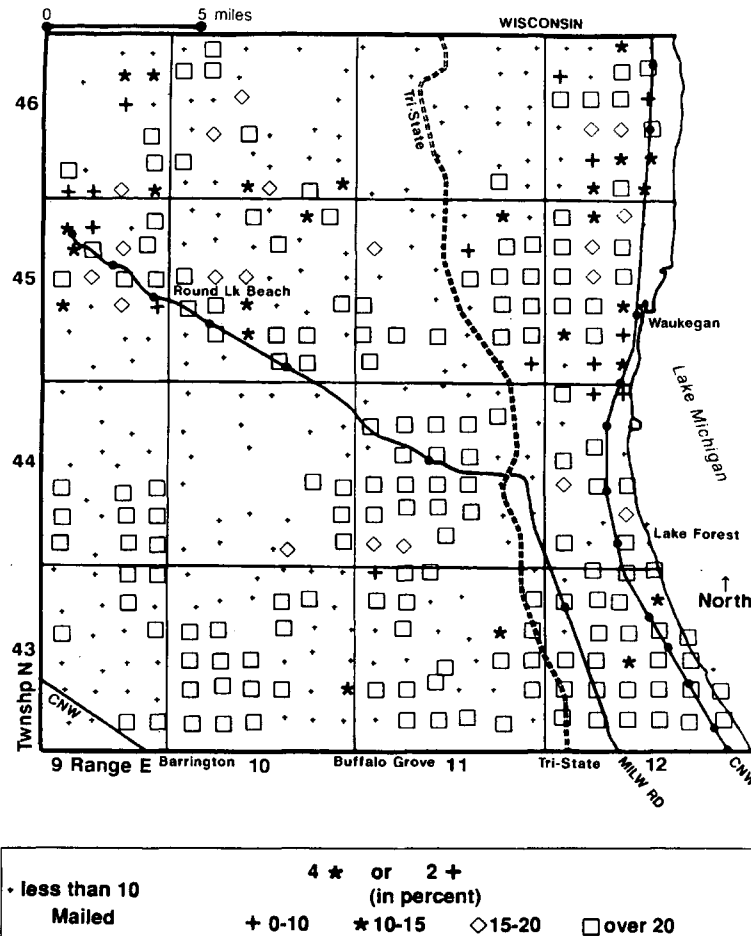 0 5 miles
WISCONSIN
Tri-State
46
45
Round Lk Beach
Waukegan
Lake Michigan
44
Lake Forest
↑
North
43
Twnshp N
CNW
9 Range E Barrington 10 Buffalo Grove 11 Tri-State 12
MILW RD
CNW
less than 10
Mailed
4 ★ or 2 +
(in percent)
+ 0-10 ★ 10-15 ◇ 15-20 □ over 20